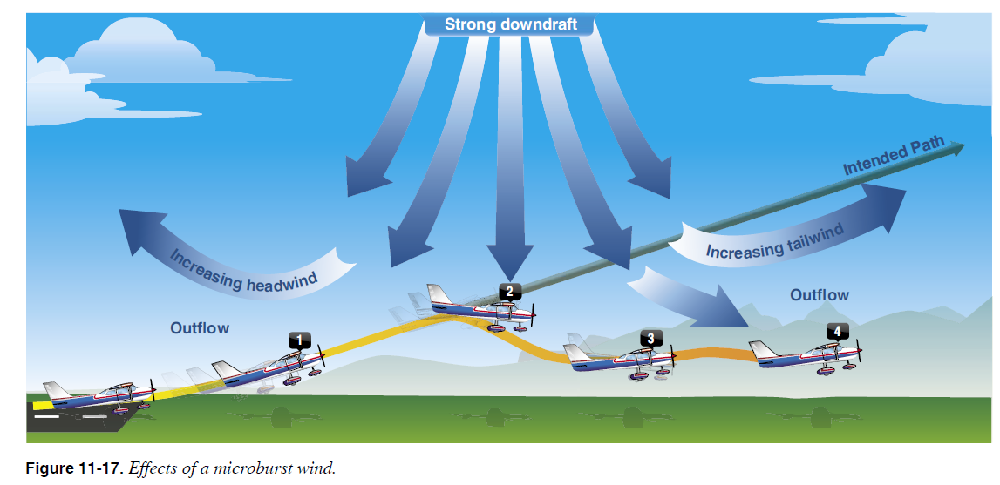 Strong downdraft
Intended Path
Increasing headwind
Increasing tailwind
Outflow
Outflow
1
2
3
4
Figure 11-17. Effects of a microburst wind.